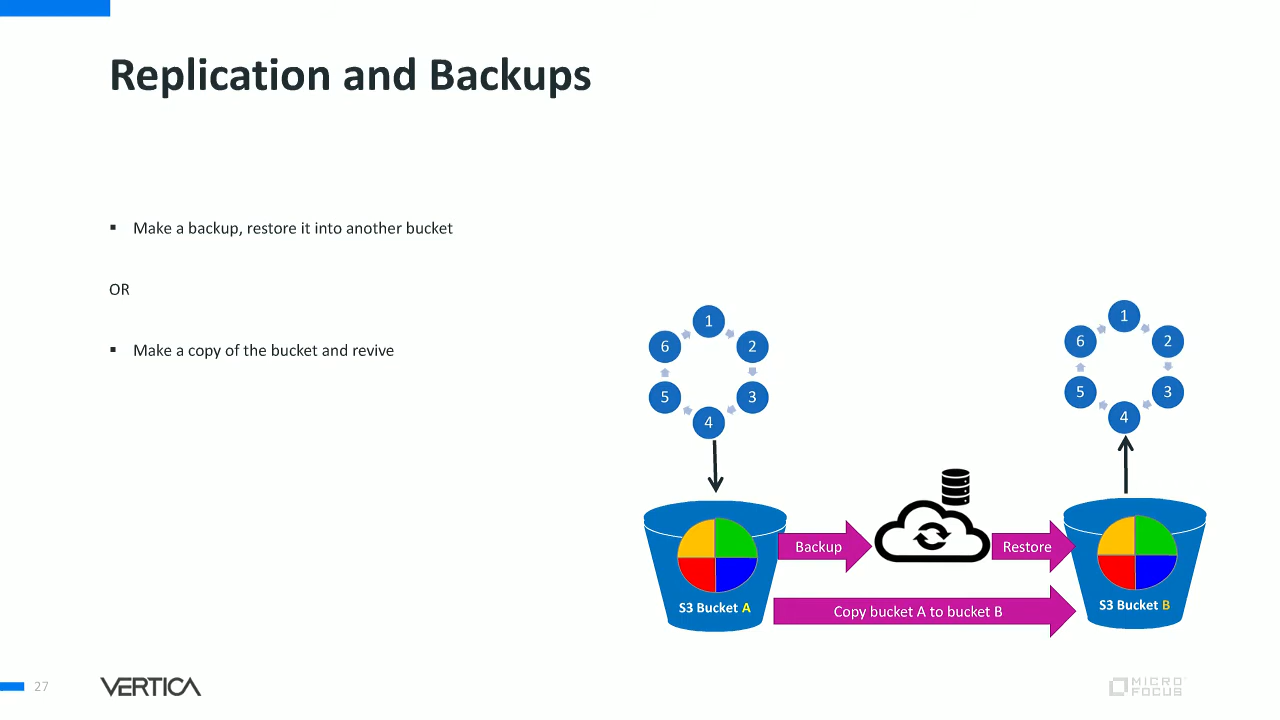 Replication and Backups
▪ Make a backup, restore it into another bucket
OR
▪ Make a copy of the bucket and revive
1
2
3
4
5
6
1
2
3
4
5
6
Backup
Restore
S3 Bucket A
S3 Bucket B
Copy bucket A to bucket B
27
VERTICA
MICRO
FOCUS